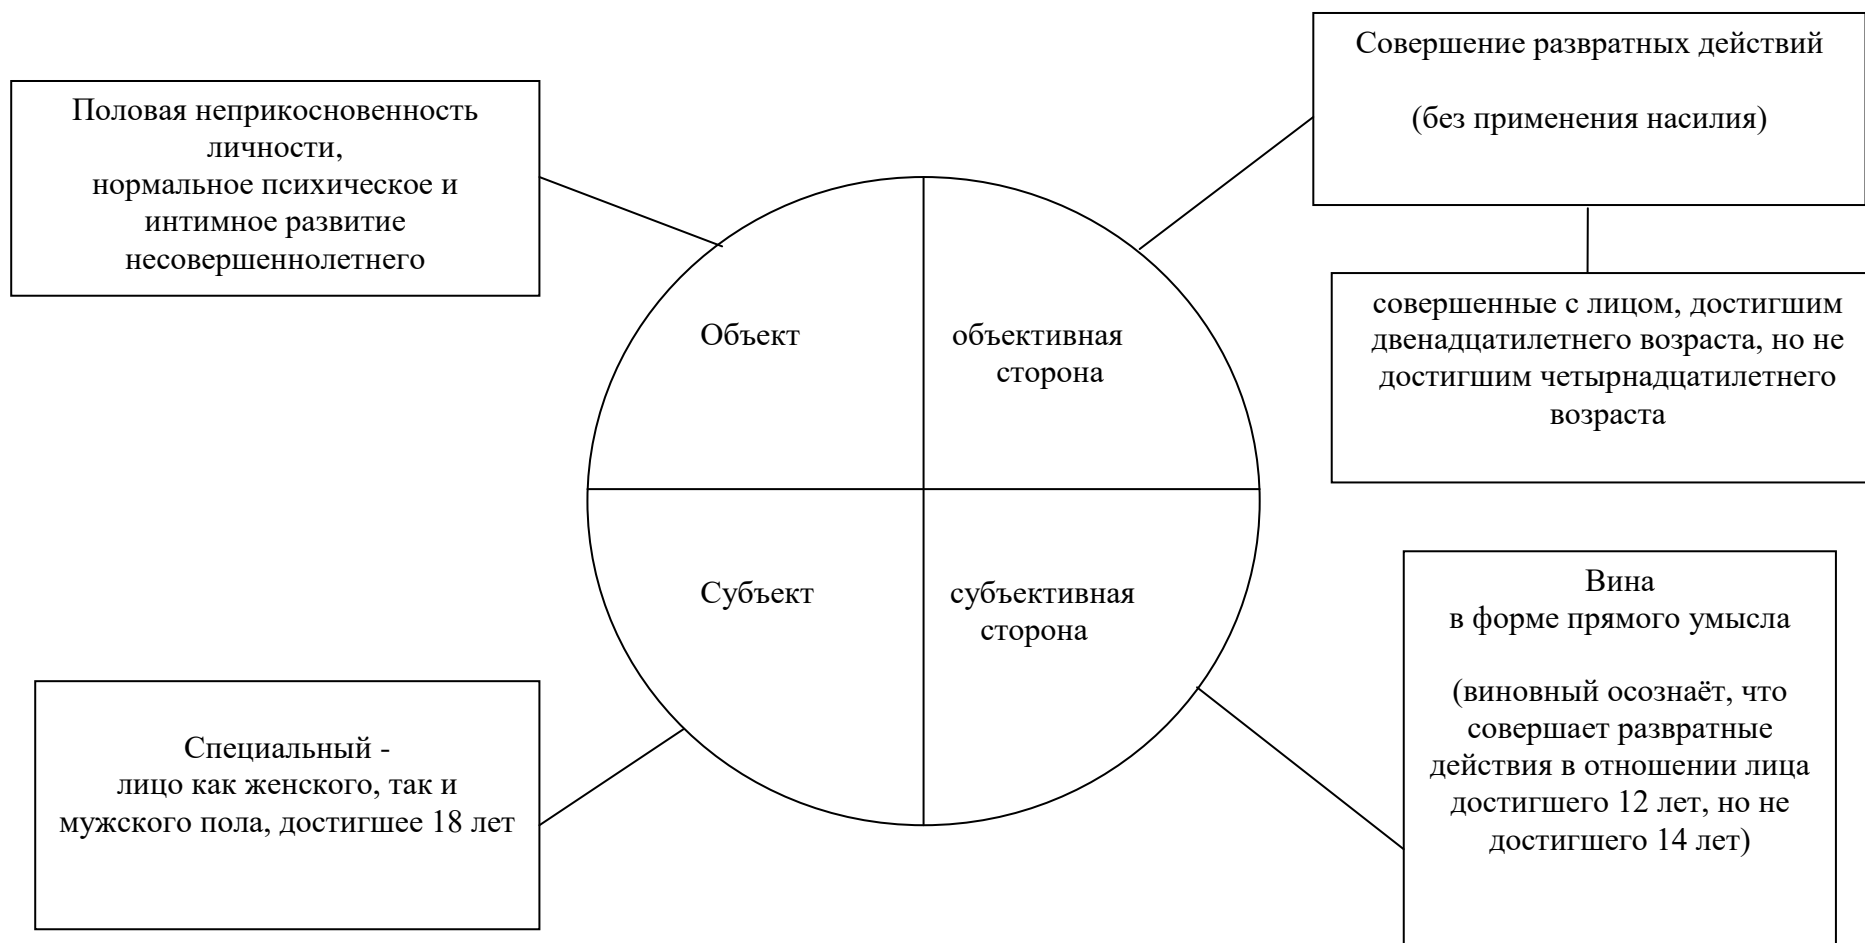 Половая неприкосновенность
личности,
нормальное психическое и
интимное развитие
несовершеннолетнего
Совершение развратных действий
(без применения насилия)
совершенные с лицом, достигшим
двенадцатилетнего возраста, но не
достигшим четырнадцатилетнего
возраста
Объект
объективная
сторона
Субъект
субъективная
сторона
Специальный -
лицо как женского, так и
мужского пола, достигшее 18 лет
Вина
в форме прямого умысла
(виновный осознаёт, что
совершает развратные
действия в отношении лица
достигшего 12 лет, но не
достигшего 14 лет)